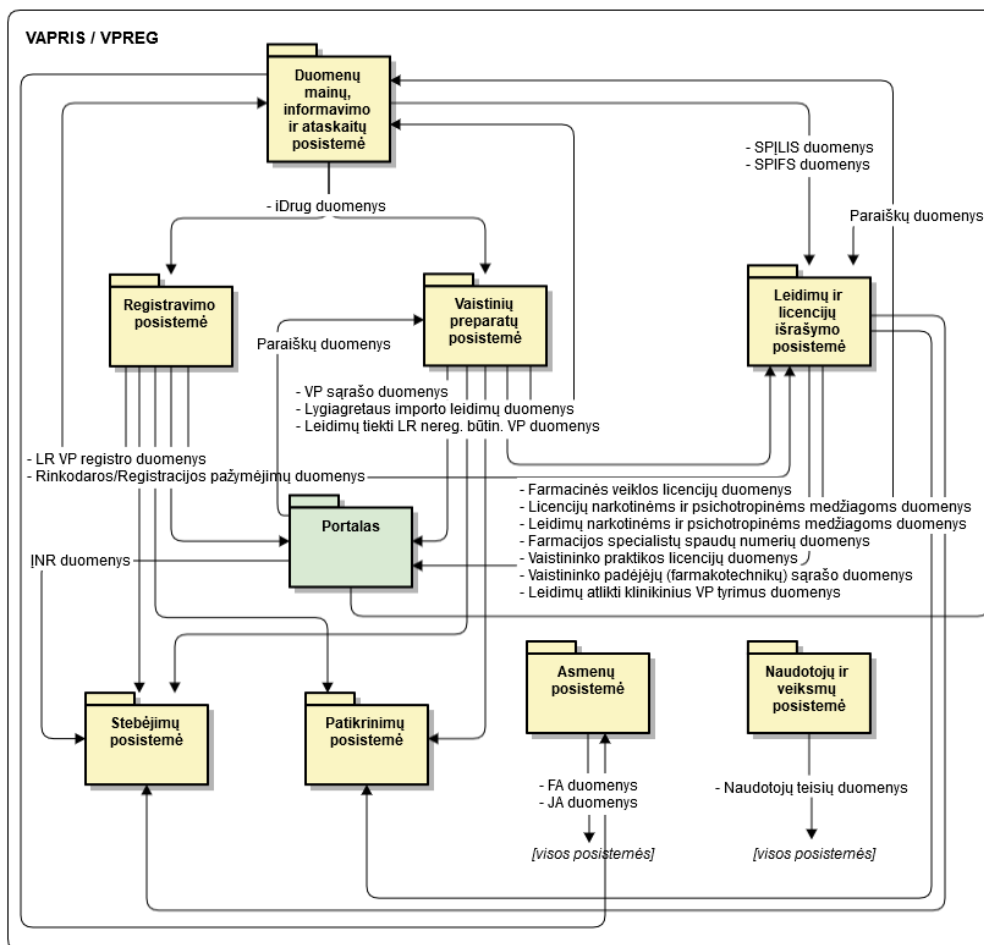 VAPRIS / VPREG
Duomenų
mainų,
informavimo
ir ataskaitų
posistemė
- SPĮLIS duomenys
- SPIFS duomenys
- iDrug duomenys
Paraiškų duomenys
Registravimo
posistemė
Vaistinių
preparatų
posistemė
Leidimų ir
licencijų
išrašymo
posistemė
Paraiškų duomenys
- VP sąrašo duomenys
- Lygiagretaus importo leidimų duomenys
- Leidimų tiekti LR nereg. būtin. VP duomenys
- LR VP registro duomenys
- Rinkodaros/Registracijos pažymėjimų duomenys
- Farmacinės veiklos licencijų duomenys
- Licencijų narkotinėms ir psichotropinėms medžiagoms duomenys
- Leidimų narkotinėms ir psichotropinėms medžiagoms duomenys
- Farmacijos specialistų spaudų numerių duomenys
- Vaistininko praktikos licencijų duomenys
- Vaistininko padėjėjų (farmakotechnikų) sąrašo duomenys
- Leidimų atlikti klinikinius VP tyrimus duomenys
Portalas
ĮNR duomenys
Asmenų
posistemė
Naudotojų ir
veiksmų
posistemė
Stebėjimų
posistemė
Patikrinimų
posistemė
- FA duomenys
- JA duomenys
- Naudotojų teisių duomenys
[visos posistemės]
[visos posistemės]